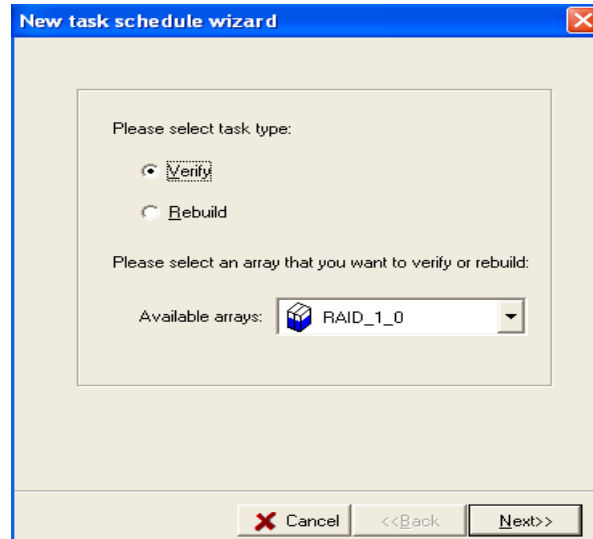 New task schedule wizard
Please select task type:
Verify
Rebuild
Please select an array that you want to verify or rebuild:
Available arrays: RAID_1_0
Cancel <<Back Next>>